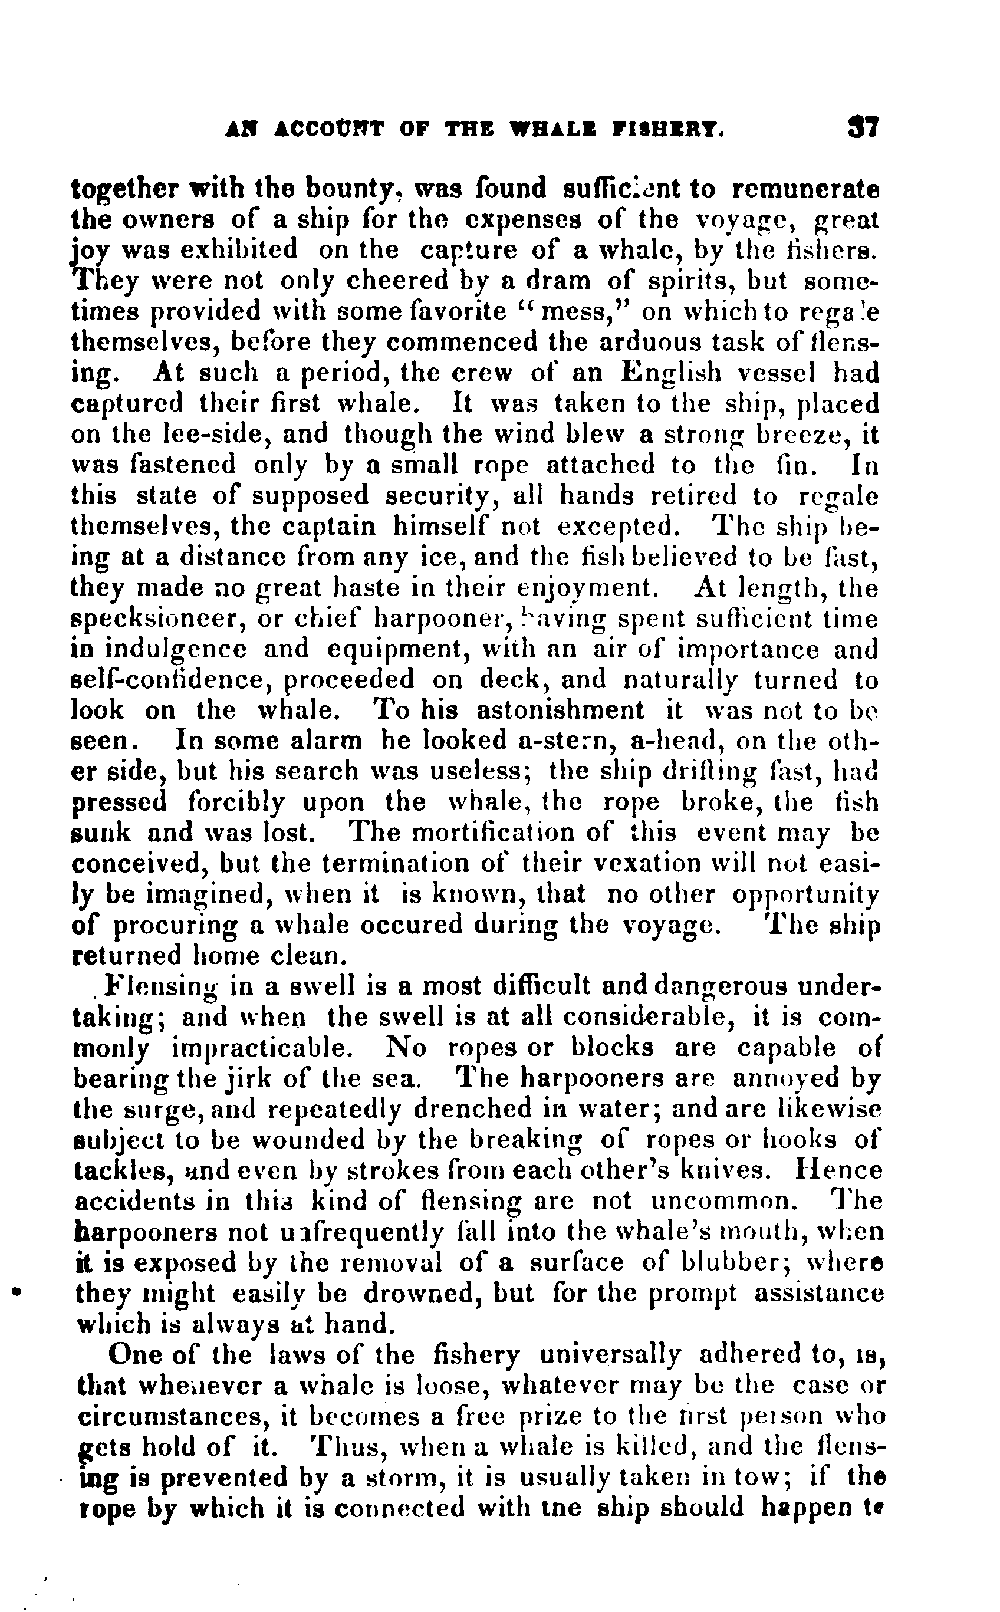 AN ACCOUNT OF THE WHALE FISHERY. 37
together with the bounty, was found sufficient to remunerate
the owners of a ship for the expenses of the voyage, great
joy was exhibited on the capture of a whale, by the fishers.
They were not only cheered by a dram of spirits, but some-
times provided with some favorite “mess,” on which to regale
themselves, before they commenced the arduous task of flens-
ing. At such a period, the crew of an English vessel had
captured their first whale. It was taken to the ship, placed
on the lee-side, and though the wind blew a strong breeze, it
was fastened only by a small rope attached to the fin. In
this state of supposed security, all hands retired to regale
themselves, the captain himself not excepted. The ship be-
ing at a distance from any ice, and the fish believed to be fast,
they made no great haste in their enjoyment. At length, the
specksioneer, or chief harpooner, having spent sufficient time
in indulgence and equipment, with an air of importance and
self-confidence, proceeded on deck, and naturally turned to
look on the whale. To his astonishment it was not to be
seen. In some alarm he looked a-stern, a-head, on the oth-
er side, but his search was useless; the ship drifting fast, had
pressed forcibly upon the whale, the rope broke, the fish
sunk and was lost. The mortification of this event may be
conceived, but the termination of their vexation will not easi-
ly be imagined, when it is known, that no other opportunity
of procuring a whale occured during the voyage. The ship
returned home clean.
Flensing in a swell is a most difficult and dangerous under-
taking; and when the swell is at all considerable, it is com-
monly impracticable. No ropes or blocks are capable of
bearing the jirk of the sea. The harpooners are annoyed by
the surge, and repeatedly drenched in water; and are likewise
subject to be wounded by the breaking of ropes or hooks of
tackles, and even by strokes from each other’s knives. Hence
accidents in this kind of flensing are not uncommon. The
harpooners not unfrequently fall into the whale’s mouth, when
it is exposed by the removal of a surface of blubber; where
they might easily be drowned, but for the prompt assistance
which is always at hand.
One of the laws of the fishery universally adhered to, is,
that whenever a whale is loose, whatever may be the case or
circumstances, it becomes a free prize to the first person who
gets hold of it. Thus, when a whale is killed, and the flens-
ing is prevented by a storm, it is usually taken in tow; if the
rope by which it is connected with the ship should happen to